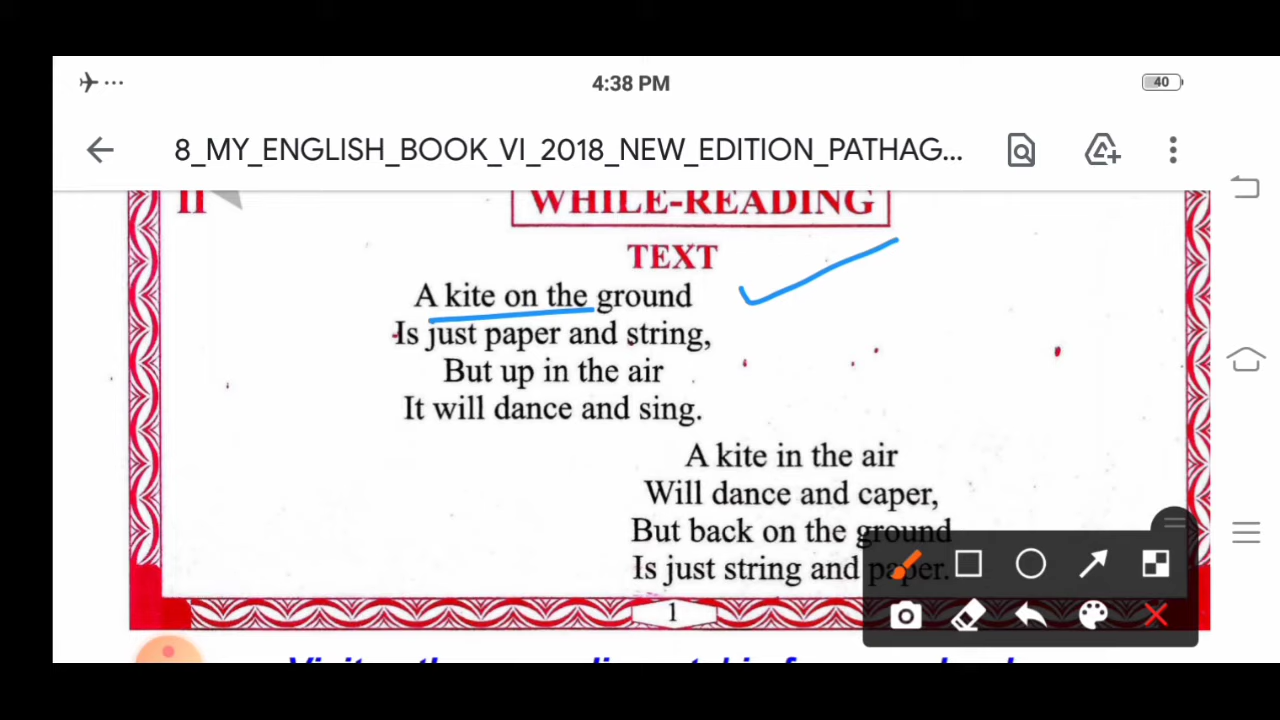 4:38 PM
40
8_MY_ENGLISH_BOOK_VI_2018_NEW_EDITION_PATHAG...
II
WHILE-READING
TEXT
A kite on the ground
Is just paper and string,
But up in the air
It will dance and sing.
A kite in the air
Will dance and caper,
But back on the ground
Is just string and paper.
1